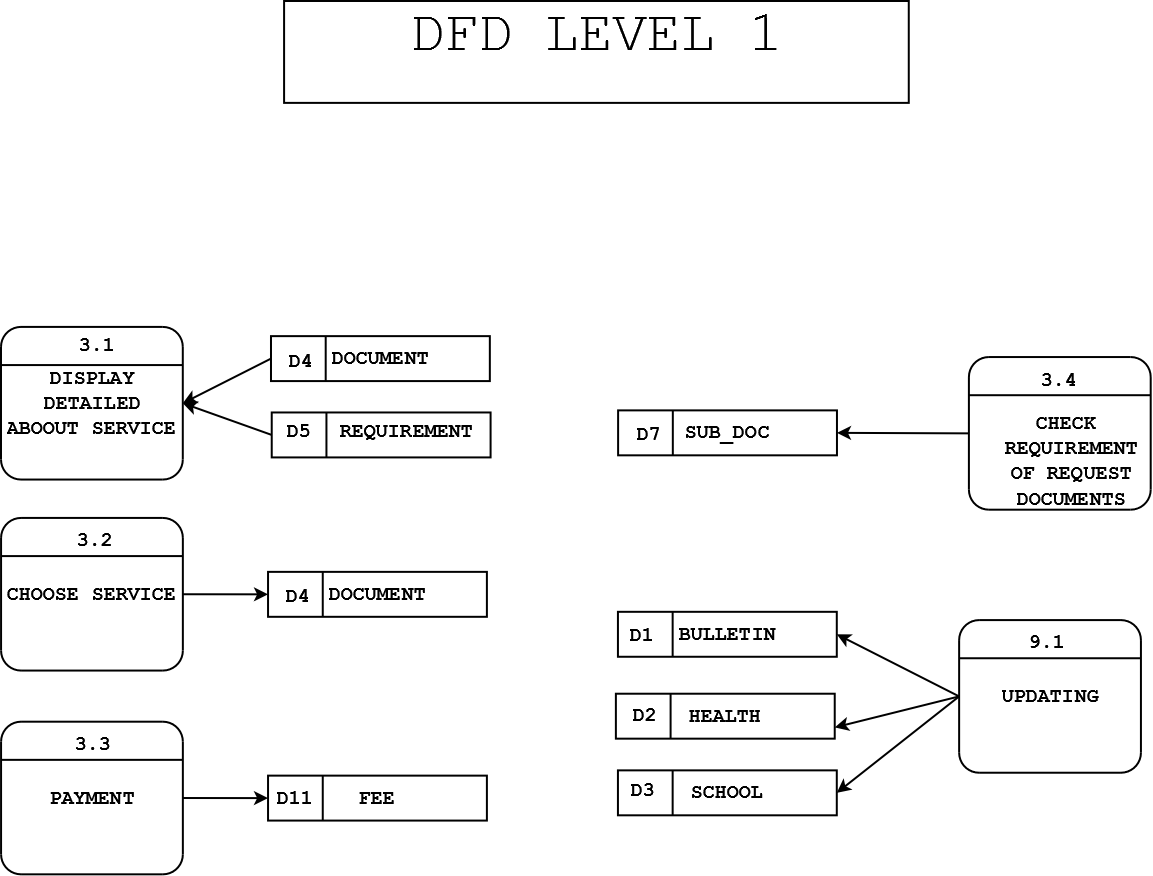 DFD LEVEL 1
3.1
DISPLAY
DETAILED
ABOOUT SERVICE
D4 DOCUMENT
D5 REQUIREMENT
3.2
CHOOSE SERVICE
D4 DOCUMENT
3.3
PAYMENT
D11 FEE
D7 SUB_DOC
3.4
CHECK
REQUIREMENT
OF REQUEST
DOCUMENTS
D1 BULLETIN
D2 HEALTH
D3 SCHOOL
9.1
UPDATING